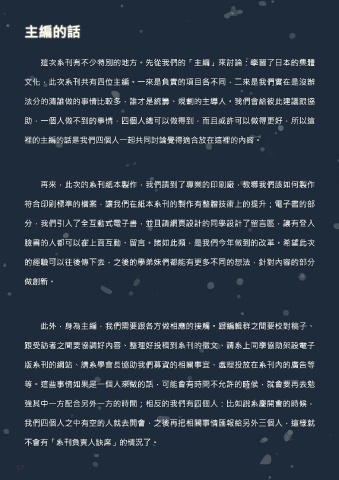 主編的話
這次系刊有不少特別的地方。先從我們的「主編」來討論：學習了日本的集體
文化，此次系刊共有四位主編。一來是負責的項目各不同，二來是我們實在是沒辦
法分的清誰做的事情比較多，誰才是統籌、規劃的主導人。我們會給彼此建議跟協
助，一個人做不到的事情，四個人總可以做得到，而且或許可以做得更好，所以這
裡的主編的話是我們四個人一起共同討論覺得適合放在這裡的內容。
再來，此次的系刊紙本製作，我們請到了專業的印刷廠，教導我們該如何製作
符合印刷標準的檔案，讓我們在紙本系刊的製作有整體技術上的提升；電子書的部
分，我們引入了全互動式電子書，並且請網頁設計的同學設計了留言區，讓有登入
臉書的人都可以在上面互動、留言。諸如此類，是我們今年做到的改革。希望此次
的經驗可以往後傳下去，之後的學弟妹們都能有更多不同的想法，針對內容的部分
做創新。
此外，身為主編，我們需要跟各方做相應的接觸。跟編輯群之間要校對稿子、
跟受訪者之間要協調好內容、整理好投稿到系刊的徵文、請系上同學協助架設電子
版系刊的網站、請系學會長協助我們募資的相關事宜、處理投放在系刊內的廣告等
等。這些事情如果是一個人來做的話，可能會有時間不允許的時候，就會要再去勉
強其中一方配合另外一方的時間；相反的我們有四個人：比如說系慶開會的時候，
我們四個人之中有空的人就去開會，之後再把相關事情匯報給另外三個人，這樣就
不會有「系刊負責人缺席」的情況了。